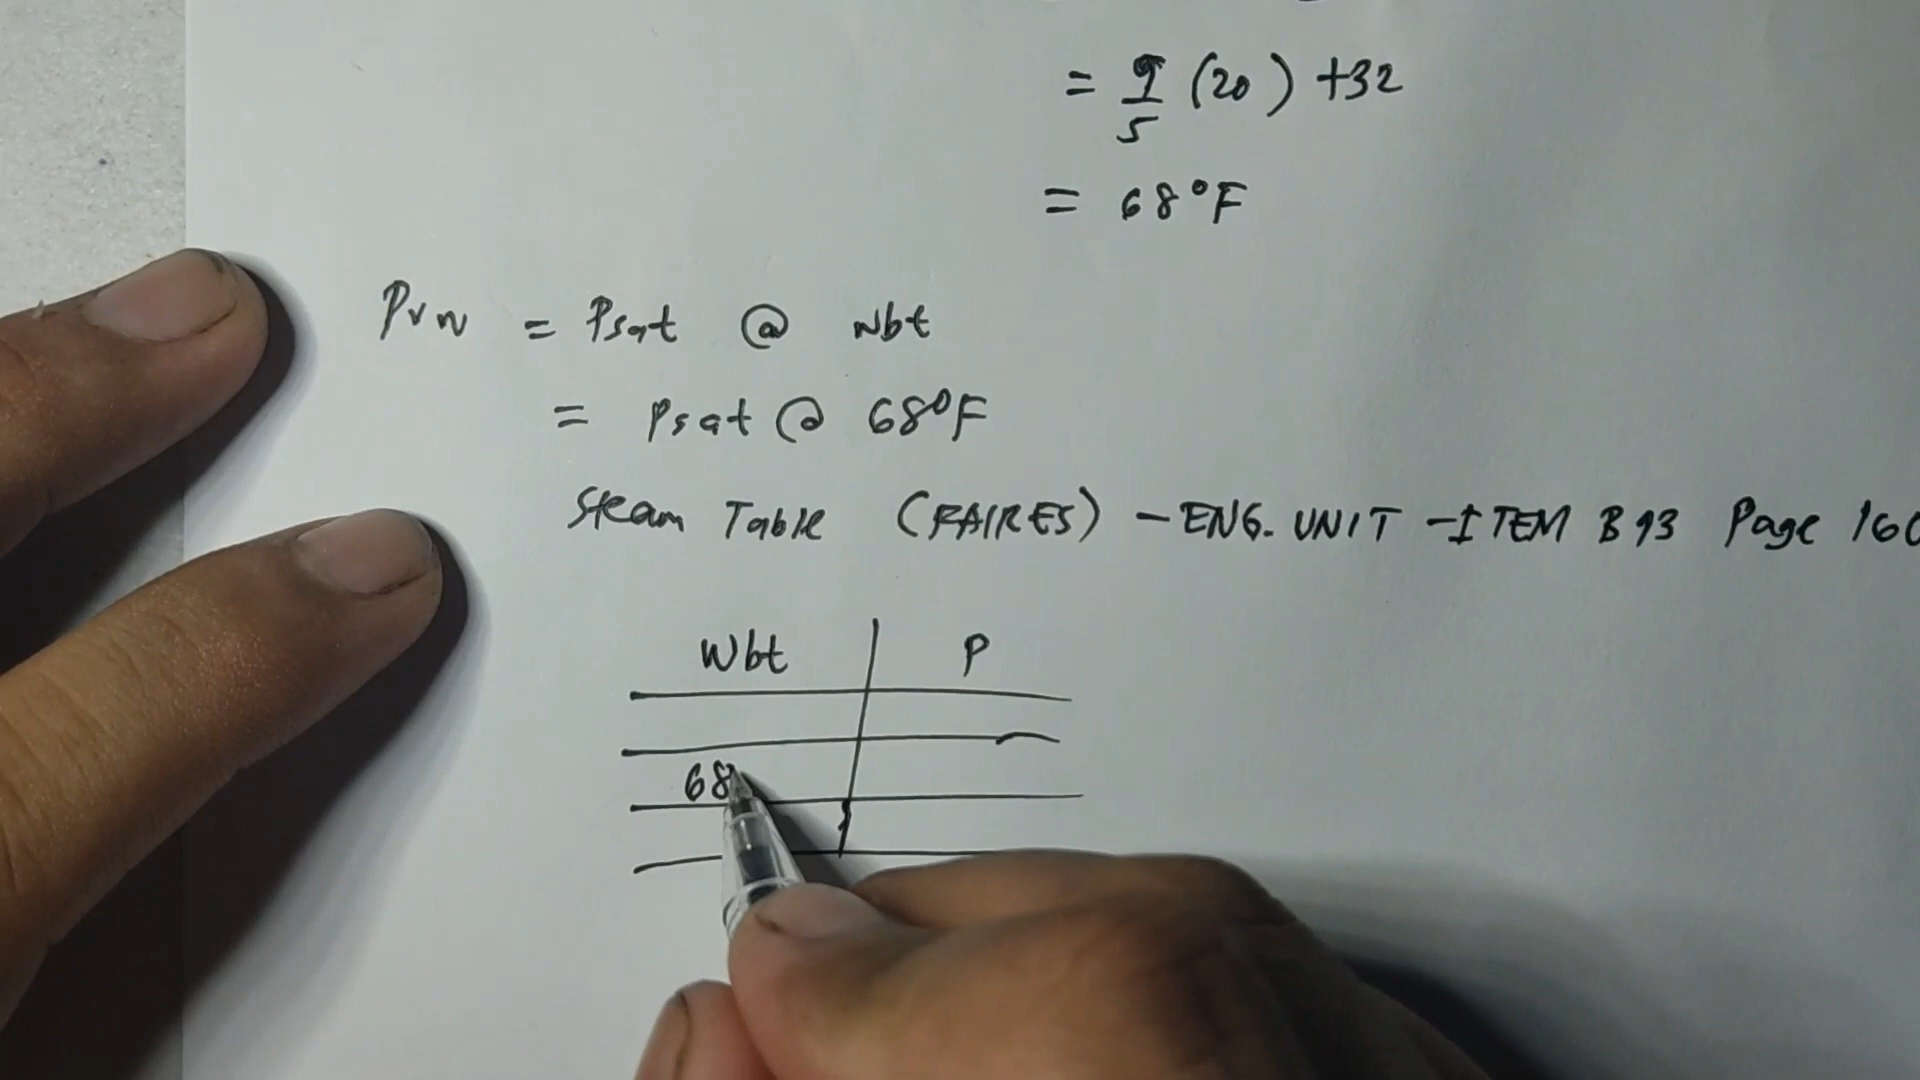 = 9/5 (20) +32
= 68°F
Pvw = Psat @ Wbt
= Psat @ 68°F
Steam Table (FAIRES) - ENG. UNIT - ITEM B13 Page 160
Wbt | P
68